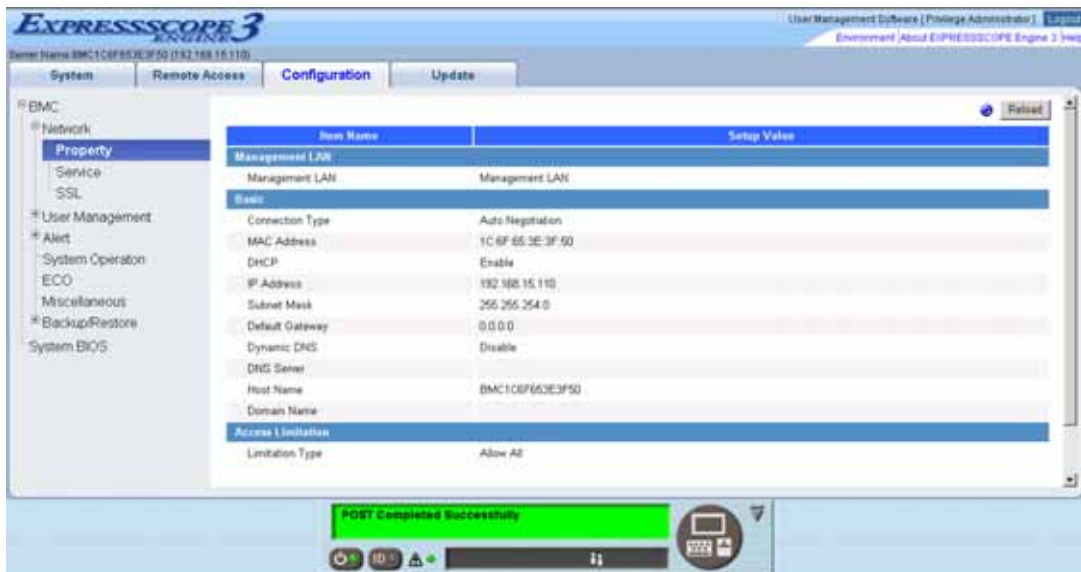 EXPRESSSCOPE ENGINE 3
User Management Software [ Privilege Administrator ] Logout
Environment |About EXPRESSSCOPE Engine 3 |Help
Server Name:BMC1C6F653E3F50 (192.168.15.110)
System Remote Access Configuration Update
BMC
Network
Property
Service
SSL
User Management
Alert
System Operaton
ECO
Miscellaneous
Backup/Restore
System BIOS
Reload
Item Name Setup Value
Management LAN
Management LAN Management LAN
Basic
Connection Type Auto Negotiation
MAC Address 1C:6F:65:3E:3F:50
DHCP Enable
IP Address 192.168.15.110
Subnet Mask 255.255.254.0
Default Gateway 0.0.0.0
Dynamic DNS Disable
DNS Server
Host Name BMC1C6F653E3F50
Domain Name
Access Limitation
Limitation Type Allow All
POST Completed Successfully
ID